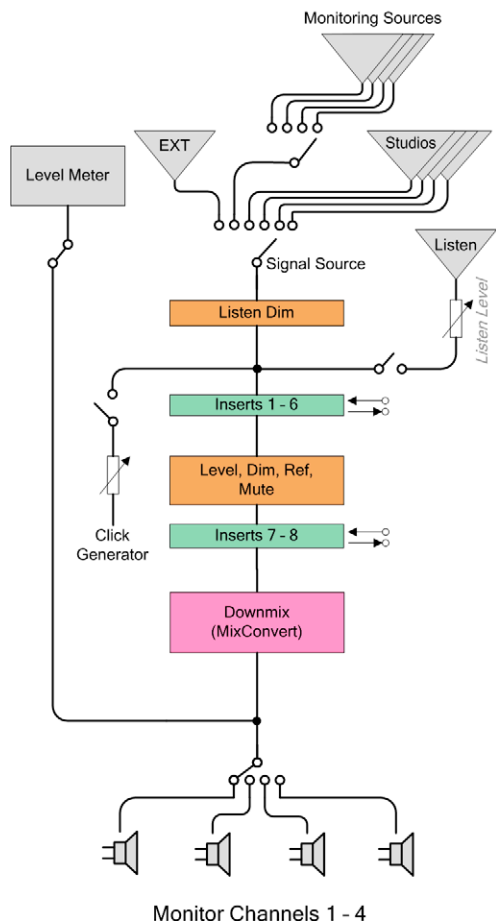 Monitoring Sources
EXT
Studios
Level Meter
Listen
Signal Source
Listen Level
Listen Dim
Inserts 1 - 6
Level, Dim, Ref,
Mute
Click
Generator
Inserts 7 - 8
Downmix
(MixConvert)
Monitor Channels 1 - 4